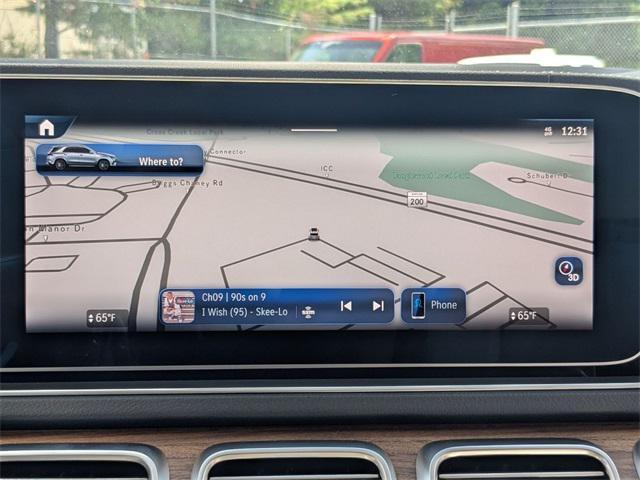 Cross Creek Local Park
12:31
y Connector
Where to?
ICC
Briggs Chaney Rd
200
Schubert D
n Manor Dr
3D
Ch09 | 90s on 9
I Wish (95) - Skee-Lo
sxm
Phone
65°F
65°F